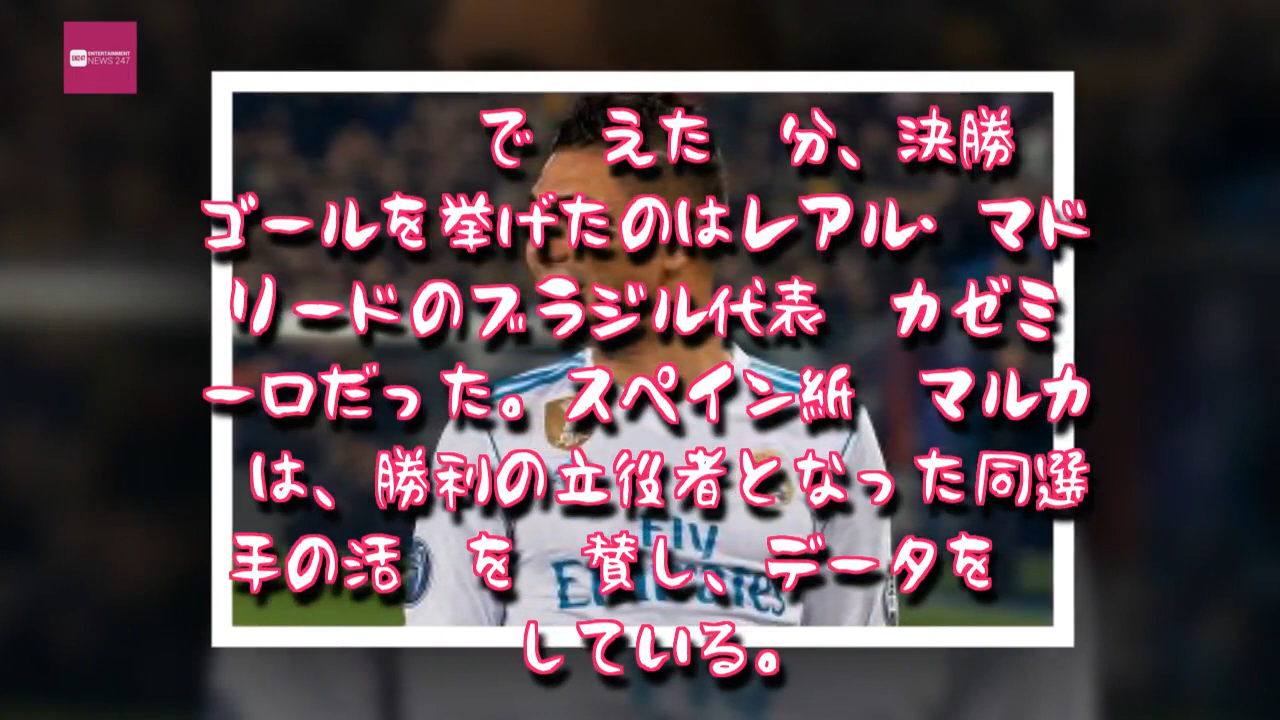 ENTERTAINMENT
NEWS 247
で えた 分、決勝
ゴールを挙げたのはレアル・マド
リードのブラジル代表 カゼミ
ーロだった。スペイン紙 マルカ
は、勝利の立役者となった同選
手の活 を 賛し、データを
している。
Fly
Emirates